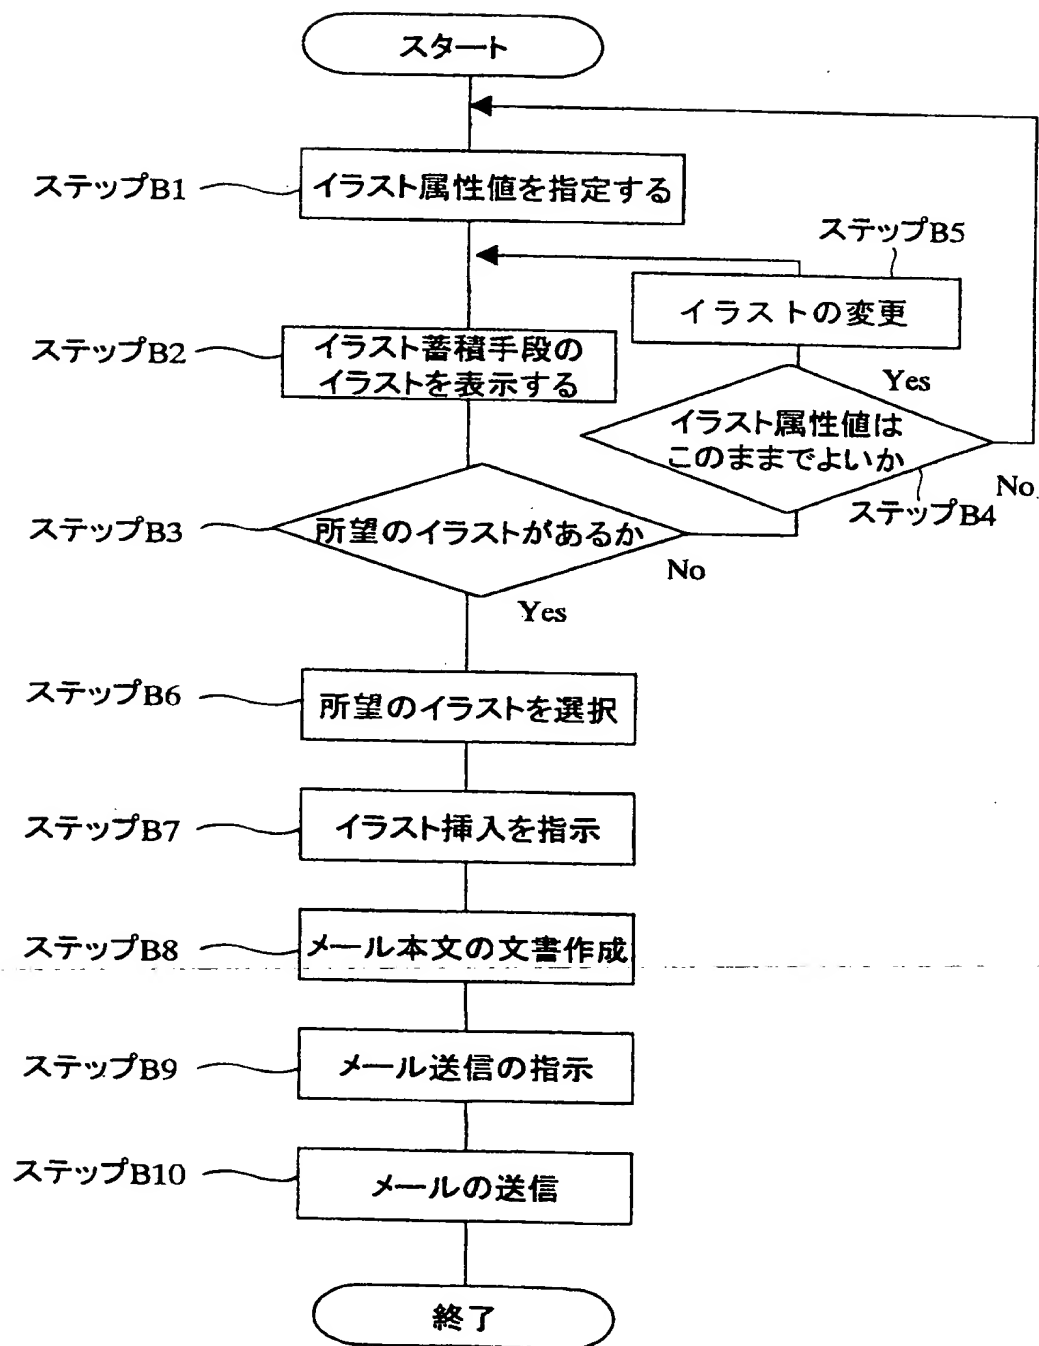 スタート
ステップB1
イラスト属性値を指定する
ステップB5
イラストの変更
ステップB2
イラスト蓄積手段の
イラストを表示する
Yes
イラスト属性値は
このままでよいか
No
ステップB4
ステップB3
所望のイラストがあるか
No
Yes
ステップB6
所望のイラストを選択
ステップB7
イラスト挿入を指示
ステップB8
メール本文の文書作成
ステップB9
メール送信の指示
ステップB10
メールの送信
終了